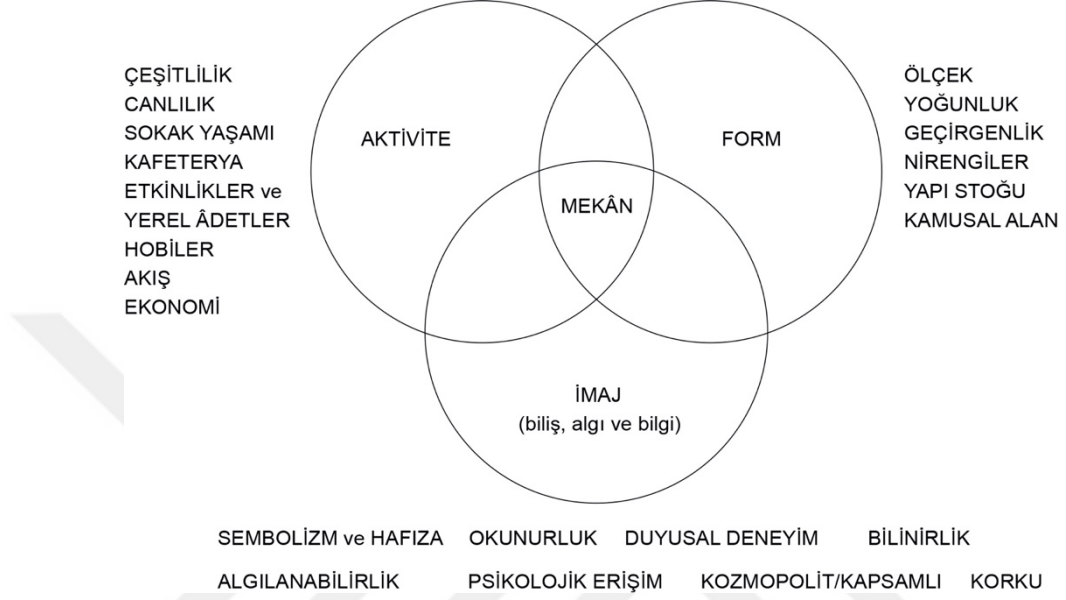 ÇEŞİTLİLİK
CANLILIK
SOKAK YAŞAMI
KAFETERYA
ETKİNLİKLER ve
YEREL ÂDETLER
HOBİLER
AKIŞ
EKONOMİ
AKTİVİTE
FORM
MEKÂN
ÖLÇEK
YOĞUNLUK
GEÇİRGENLİK
NİRENGİLER
YAPI STOĞU
KAMUSAL ALAN
İMAJ
(biliş, algı ve bilgi)
SEMBOLİZM ve HAFIZA OKUNURLUK DUYUSAL DENEYİM BİLİNİRLİK
ALGILANABİLİRLİK PSİKOLOJİK ERİŞİM KOZMOPOLİT/KAPSAMLI KORKU